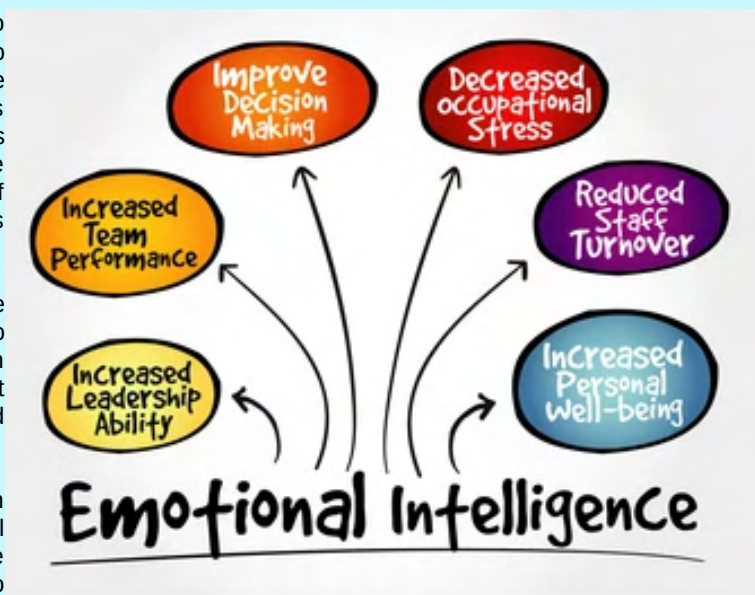 Improve
Decision
Making
Decreased
Occupational
Stress
Increased
Team
Performance
Reduced
Staff
Turnover
Increased
Leadership
Ability
Increased
Personal
Well-being
Emotional Intelligence